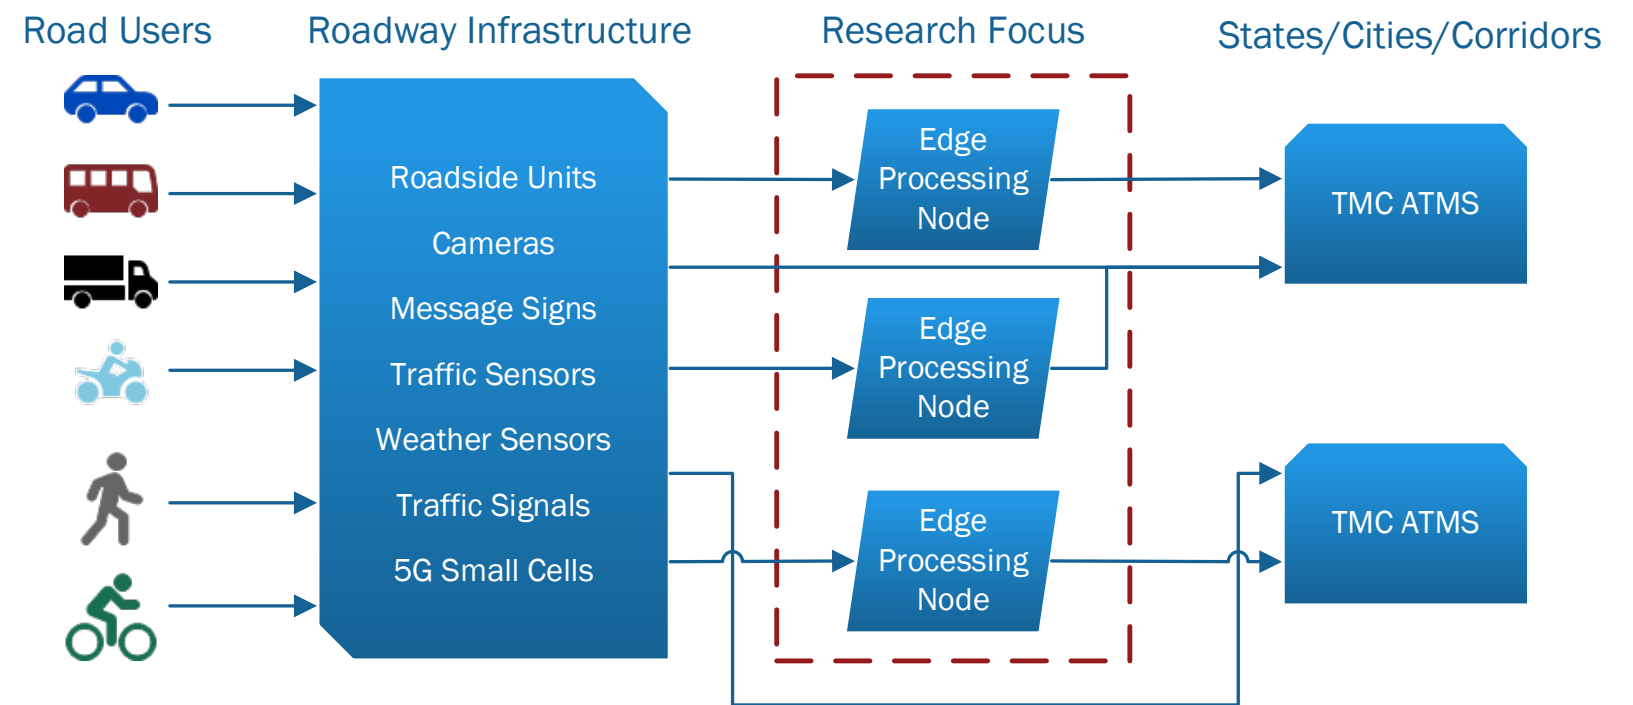 Road Users
Roadway Infrastructure
Research Focus
States/Cities/Corridors
Roadside Units
Cameras
Message Signs
Traffic Sensors
Weather Sensors
Traffic Signals
5G Small Cells
Edge
Processing
Node
Edge
Processing
Node
Edge
Processing
Node
TMC ATMS
TMC ATMS